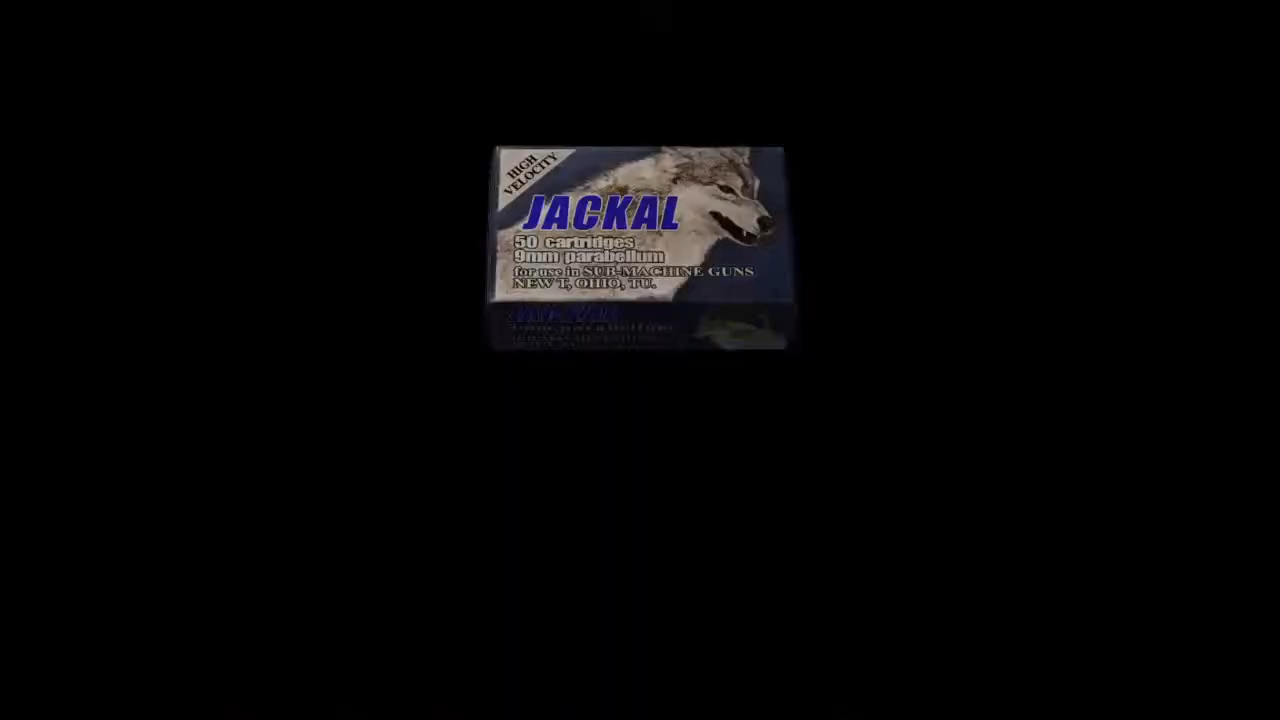 HIGH
VELOCITY
JACKAL
50 cartridges
9mm parabellum
for use in SUB-MACHINE GUNS
NEW T, OHIO, TU.